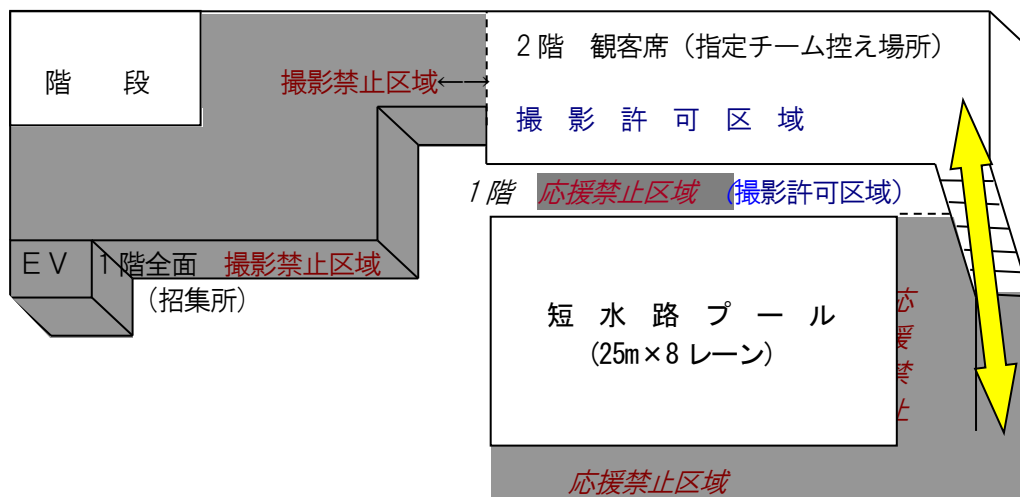 2階　観客席（指定チーム控え場所）
階　段
撮影禁止区域←→
撮　影　許　可　区　域
1階　応援禁止区域　(撮影許可区域）
ＥＶ
1階全面　撮影禁止区域
（招集所）
短　水　路　プ　ー　ル
(25m×8レーン）
応援禁止
応援禁止区域